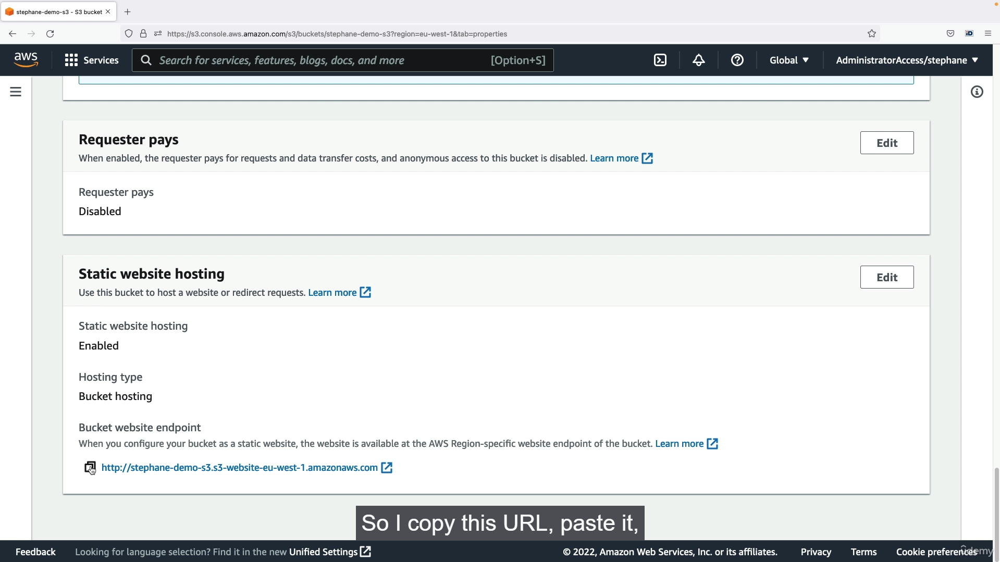 stephane-demo-s3 - S3 bucket
https://s3.console.aws.amazon.com/s3/buckets/stephane-demo-s3?region=eu-west-1&tab=properties
aws
Services
Search for services, features, blogs, docs, and more [Option+S]
Global
AdministratorAccess/stephane
Requester pays
Edit
When enabled, the requester pays for requests and data transfer costs, and anonymous access to this bucket is disabled. Learn more
Requester pays
Disabled
Static website hosting
Edit
Use this bucket to host a website or redirect requests. Learn more
Static website hosting
Enabled
Hosting type
Bucket hosting
Bucket website endpoint
When you configure your bucket as a static website, the website is available at the AWS Region-specific website endpoint of the bucket. Learn more
http://stephane-demo-s3.s3-website-eu-west-1.amazonaws.com
So I copy this URL, paste it,
Feedback
Looking for language selection? Find it in the new Unified Settings
© 2022, Amazon Web Services, Inc. or its affiliates.
Privacy
Terms
Cookie preferences
udemy